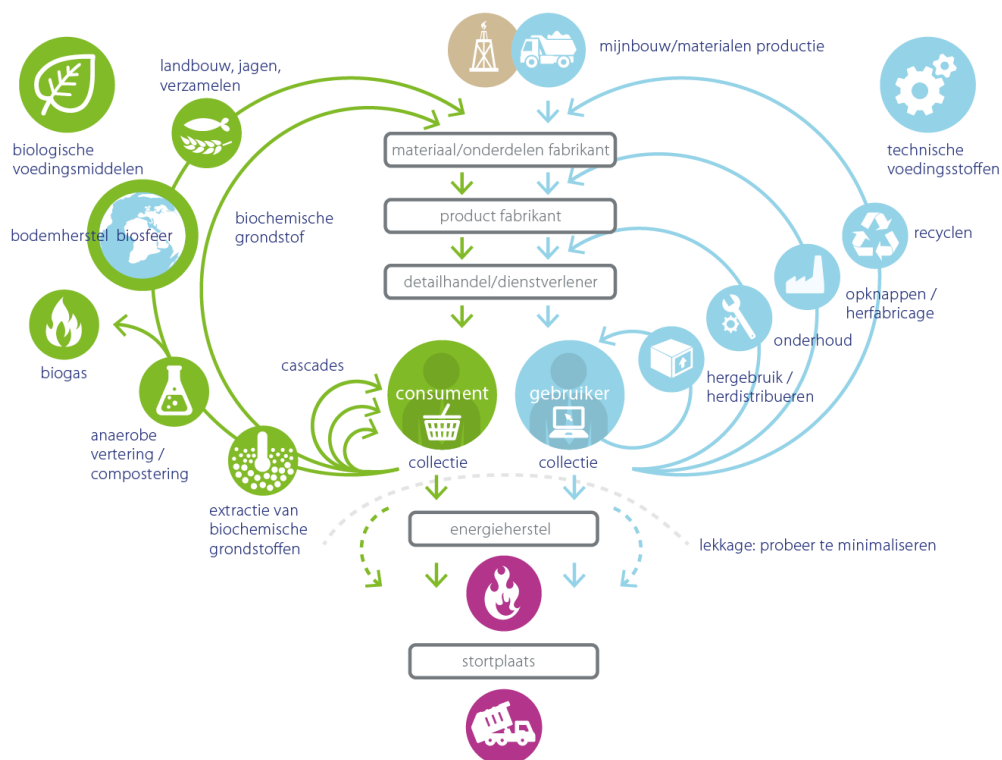 mijnbouw/materialen productie
landbouw, jagen,
verzamelen
biologische
voedingsmiddelen
technische
voedingsstoffen
materiaal/onderdelen fabrikant
biochemische
grondstof
product fabrikant
bodemherstel biosfeer
recyclen
detailhandel/dienstverlener
opknappen /
herfabricage
onderhoud
biogas
cascades
consument
gebruiker
hergebruik /
herdistribueren
anaerobe
vertering /
compostering
collectie
collectie
extractie van
biochemische
grondstoffen
energieherstel
lekkage: probeer te minimaliseren
stortplaats